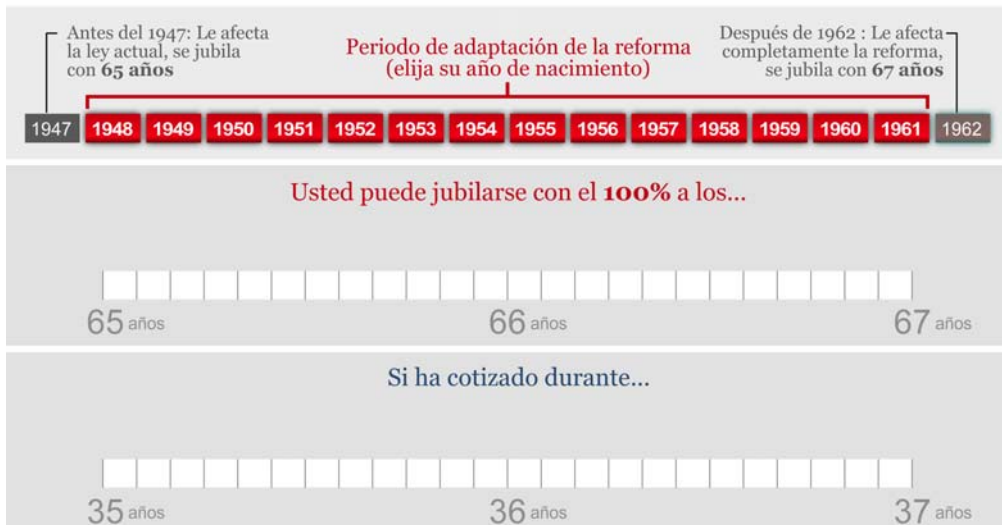 Antes del 1947: Le afecta
la ley actual, se jubila
con 65 años
Periodo de adaptación de la reforma
(elija su año de nacimiento)
Después de 1962 : Le afecta
completamente la reforma,
se jubila con 67 años
1947 1948 1949 1950 1951 1952 1953 1954 1955 1956 1957 1958 1959 1960 1961 1962
Usted puede jubilarse con el 100% a los...
65 años 66 años 67 años
Si ha cotizado durante...
35 años 36 años 37 años